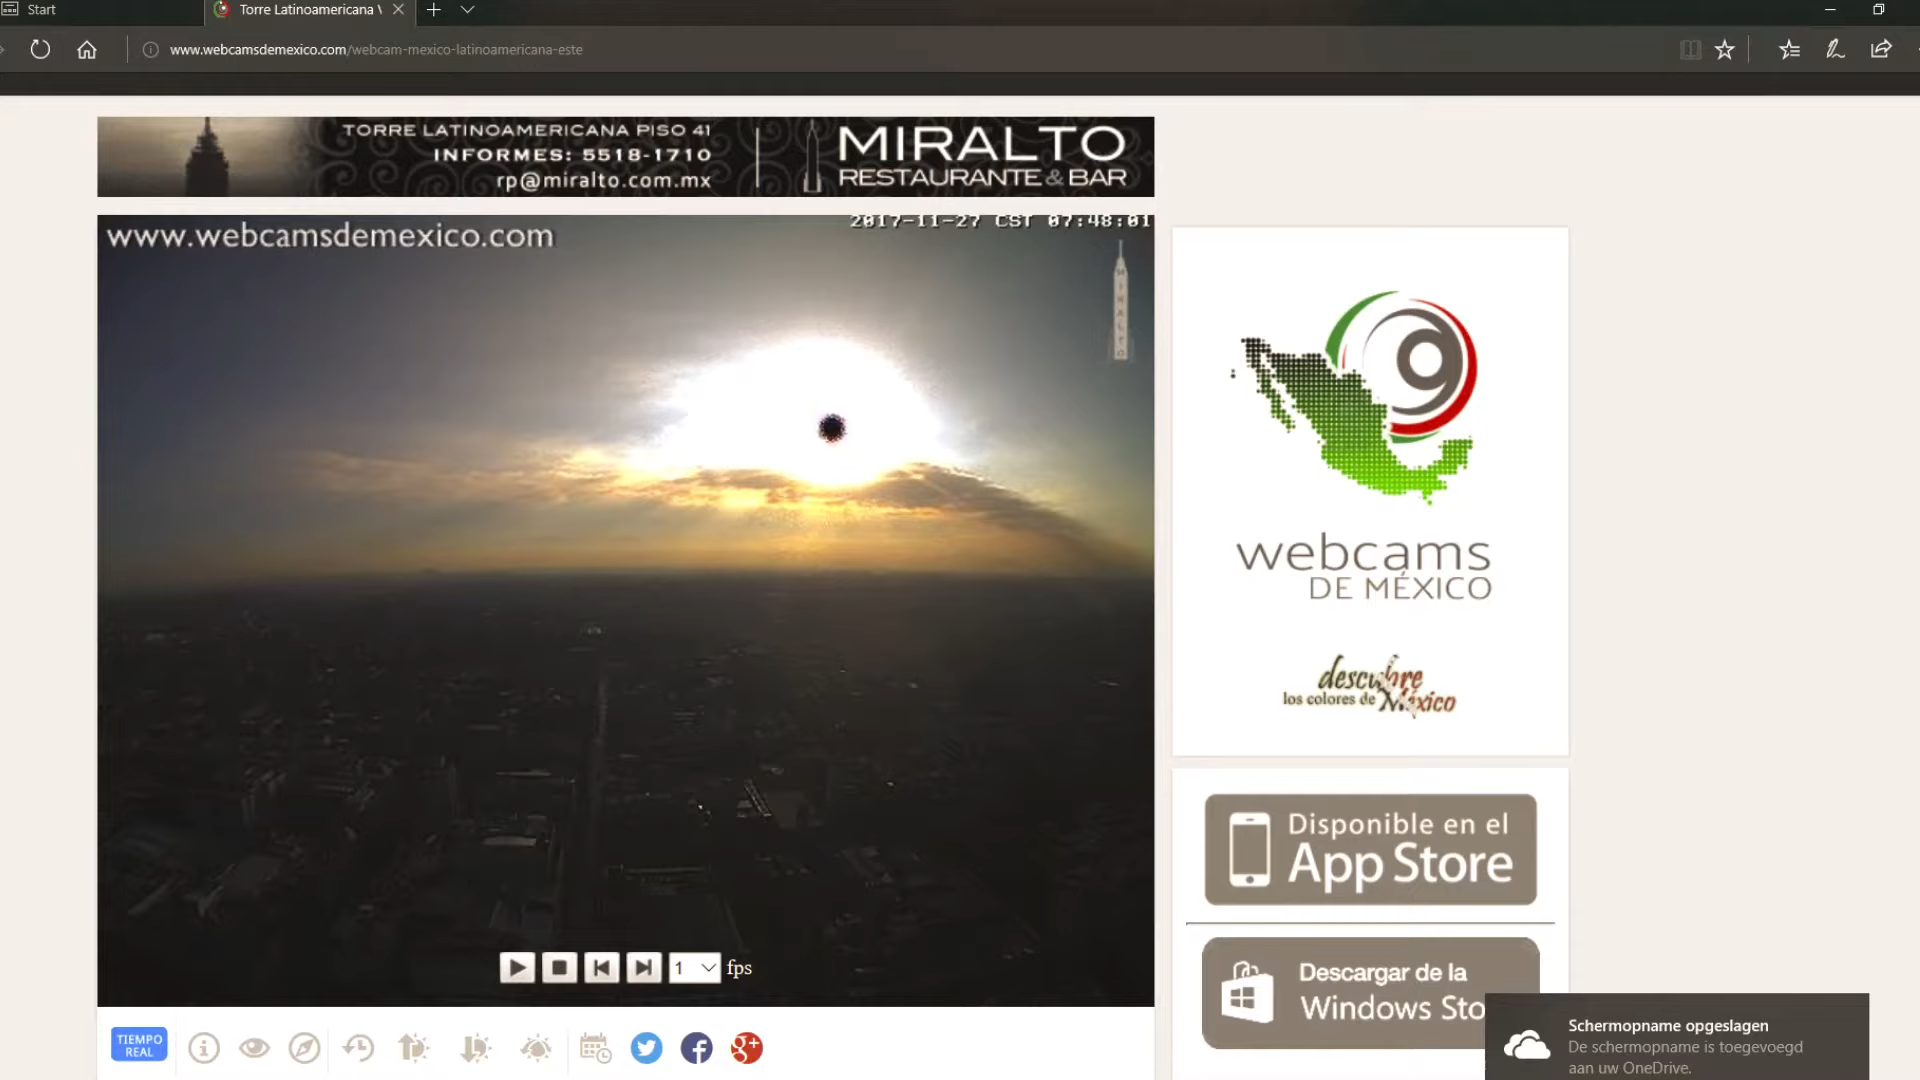 Start
Torre Latinoamericana
www.webcamsdemexico.com/webcam-mexico-latinoamericana-este
TORRE LATINOAMERICANA PISO 41
INFORMES: 5518-1710
rp@miralto.com.mx
MIRALTO
RESTAURANTE & BAR
www.webcamsdemexico.com
2017-11-27 CST 07:48:01
MIRALTO
webcams
DE MÉXICO
descubre
los colores de México
Disponible en el
App Store
Descargar de la
Windows Sto
1
fps
TIEMPO
REAL
Schermopname opgeslagen
De schermopname is toegevoegd
aan uw OneDrive.